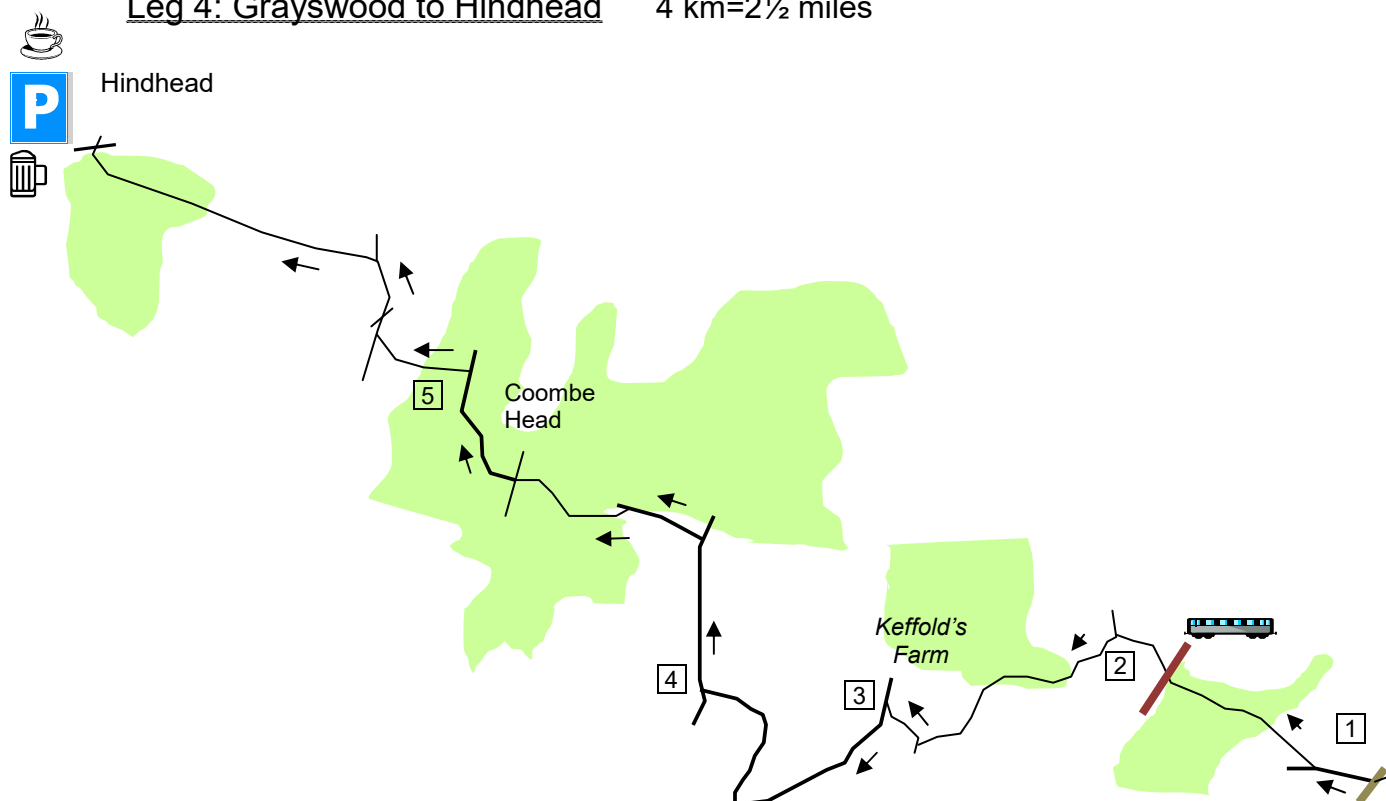 Leg 4: Grayswood to Hindhead 4 km=2½ miles
P
Hindhead
5
Coombe
Head
Keffold's
Farm
2
4
3
1